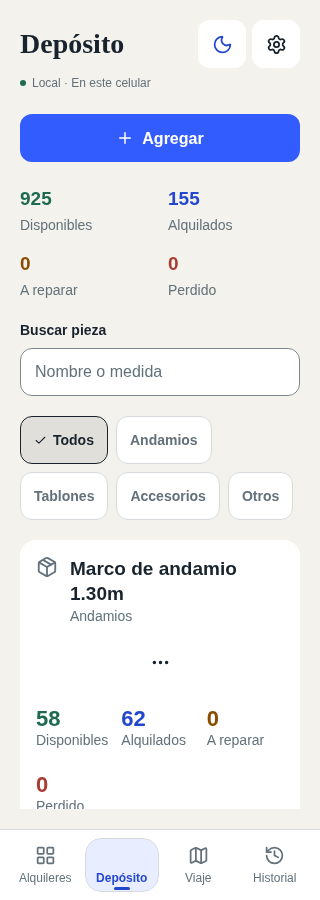 Depósito
Local · En este celular
Agregar
925 155
Disponibles Alquilados
0 0
A reparar Perdido
Buscar pieza
Nombre o medida
Todos Andamios
Tablones Accesorios Otros
Marco de andamio
1.30m
Andamios
58 62 0
Disponibles Alquilados A reparar
0
Perdido
Alquileres Depósito Viaje Historial